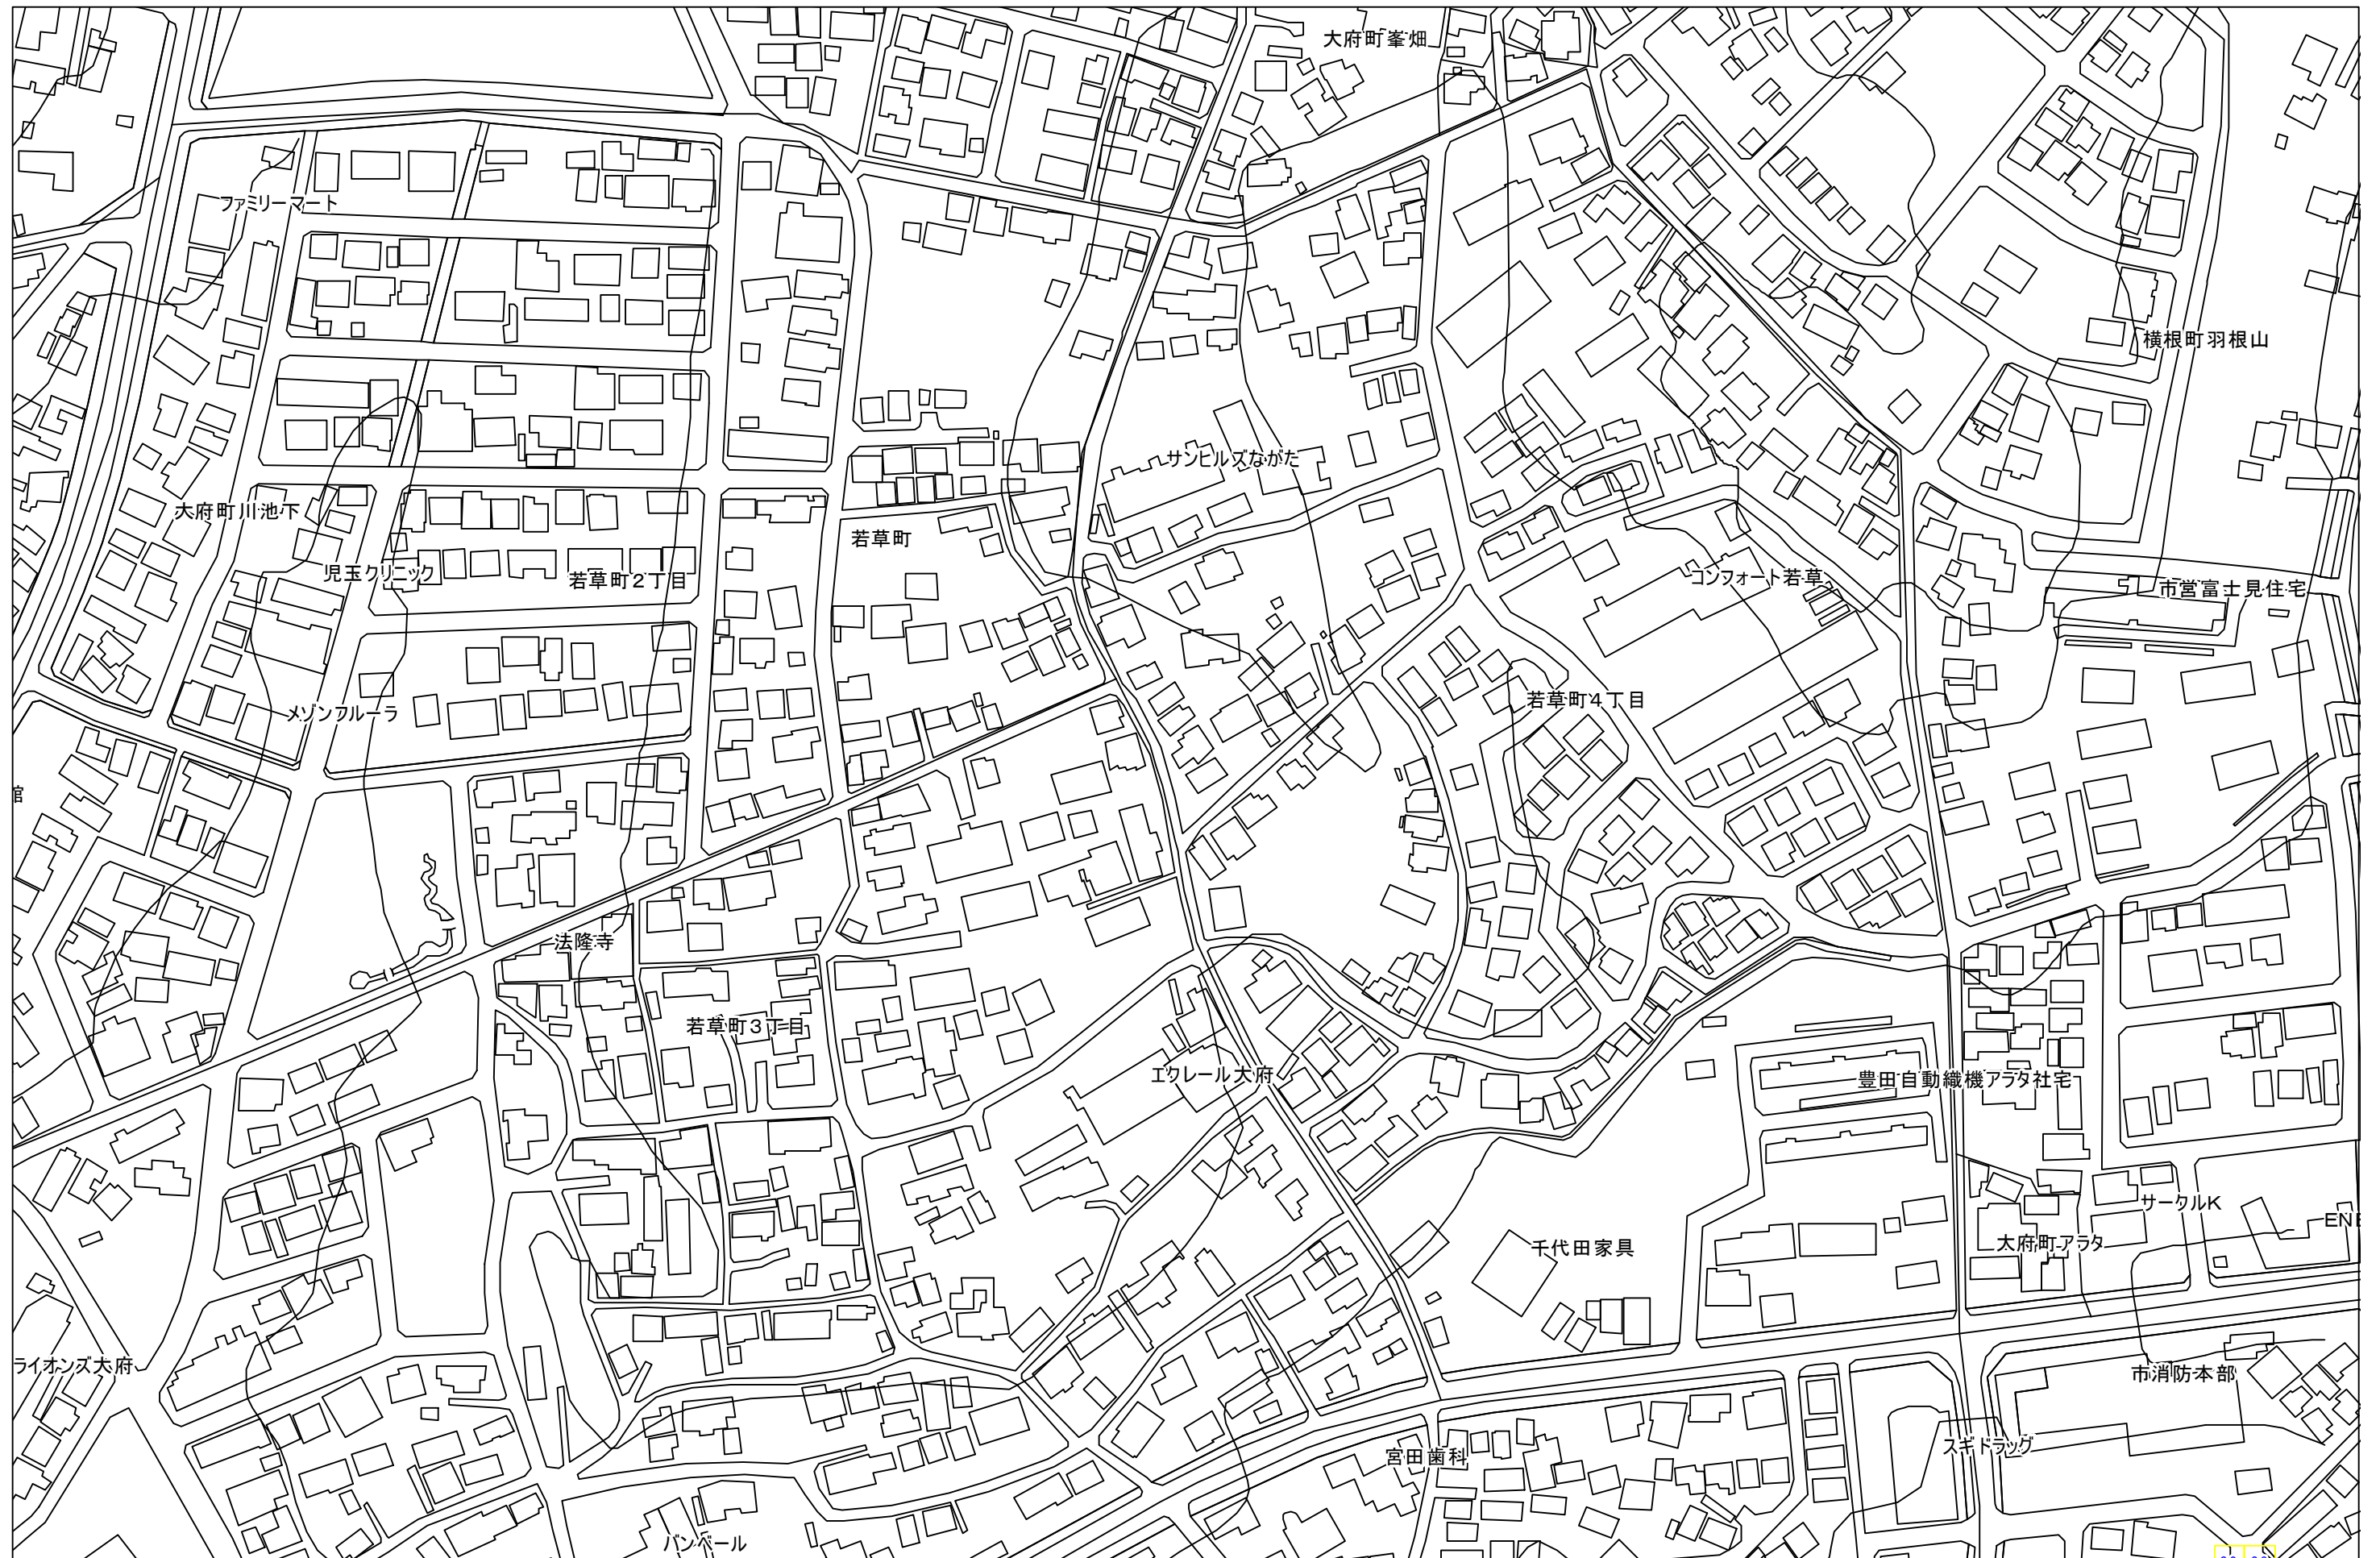 大府町峯畑
ファミリーマート
横根町羽根山
サンヒルズながた
大府町川池下
若草町
児玉クリニック
若草町2丁目
コンフォート若草
市営富士見住宅
若草町4丁目
メゾンフルーラ
館
法隆寺
若草町3丁目
エクレール大府
豊田自動織機アラタ社宅
サークルK
ENE
大府町アラタ
千代田家具
ライオンズ大府
市消防本部
スギドラッグ
宮田歯科
バンベール